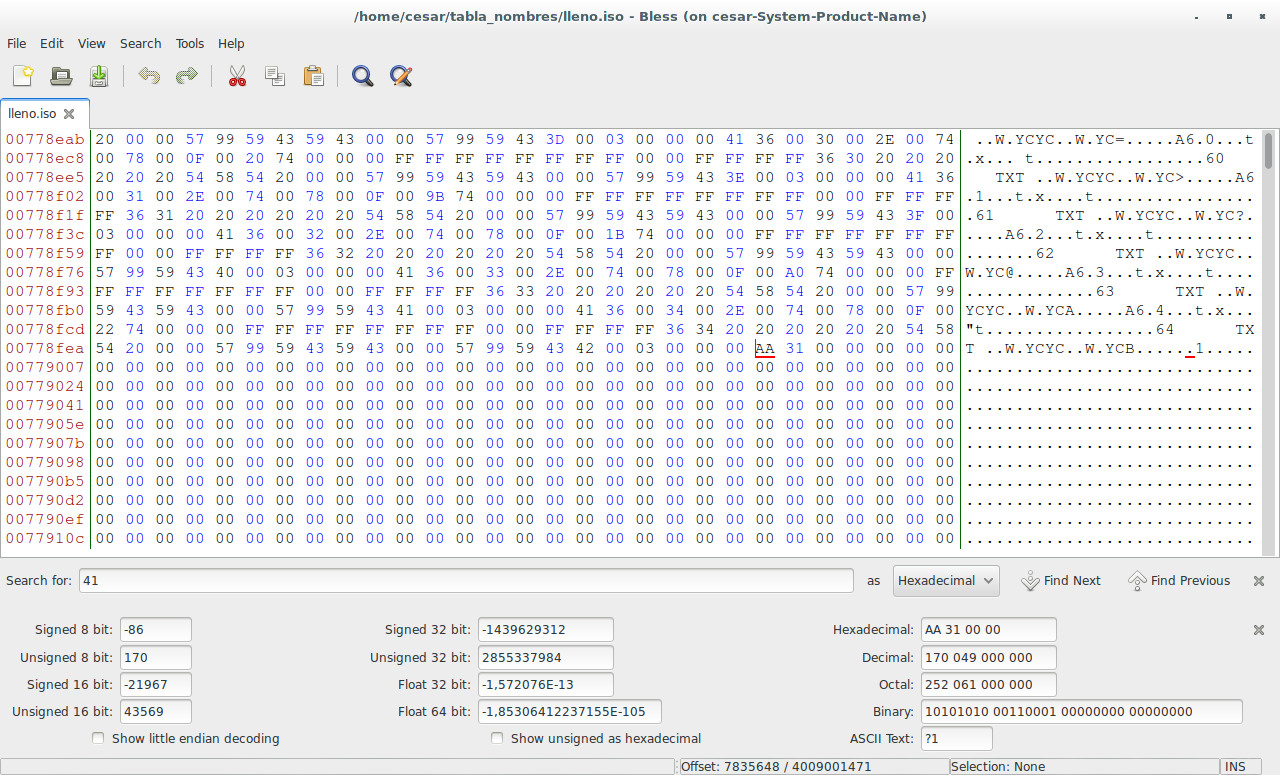 /home/cesar/tabla_nombres/lleno.iso - Bless (on cesar-System-Product-Name)
File Edit View Search Tools Help
lleno.iso
00778eab 20 00 00 57 99 59 43 59 43 00 00 57 99 59 43 3D 00 03 00 00 00 41 36 00 30 00 2E 00 74 ..W.YCYC..W.YC=.....A6.0...t
00778ec8 00 78 00 0F 00 20 74 00 00 00 FF FF FF FF FF FF FF FF 00 00 FF FF FF FF 36 30 20 20 20 .x... t.................60
00778ee5 20 20 20 54 58 54 20 00 00 57 99 59 43 59 43 00 00 57 99 59 43 3E 00 03 00 00 00 41 36 TXT ..W.YCYC..W.YC>.....A6
00778f02 00 31 00 2E 00 74 00 78 00 0F 00 9B 74 00 00 00 FF FF FF FF FF FF FF FF 00 00 FF FF FF .1...t.x....t................
00778f1f FF 36 31 20 20 20 20 20 20 54 58 54 20 00 00 57 99 59 43 59 43 00 00 57 99 59 43 3F 00 .61      TXT ..W.YCYC..W.YC?.
00778f3c 03 00 00 00 41 36 00 32 00 2E 00 74 00 78 00 0F 00 1B 74 00 00 00 FF FF FF FF FF FF FF ....A6.2...t.x....t..........
00778f59 FF 00 00 FF FF FF FF 36 32 20 20 20 20 20 20 54 58 54 20 00 00 57 99 59 43 59 43 00 00 .......62      TXT ..W.YCYC..
00778f76 57 99 59 43 40 00 03 00 00 00 41 36 00 33 00 2E 00 74 00 78 00 0F 00 A0 74 00 00 00 FF W.YC@.....A6.3...t.x....t....
00778f93 FF FF FF FF FF FF FF 00 00 FF FF FF FF 36 33 20 20 20 20 20 20 54 58 54 20 00 00 57 99 .............63      TXT ..W.
00778fb0 59 43 59 43 00 00 57 99 59 43 41 00 03 00 00 00 41 36 00 34 00 2E 00 74 00 78 00 0F 00 YCYC..W.YCA.....A6.4...t.x...
00778fcd 22 74 00 00 00 FF FF FF FF FF FF FF FF 00 00 FF FF FF FF 36 34 20 20 20 20 20 20 54 58 "t.................64      TX
00778fea 54 20 00 00 57 99 59 43 59 43 00 00 57 99 59 43 42 00 03 00 00 00 AA 31 00 00 00 00 00 T ..W.YCYC..W.YCB......1.....
00779007 00 00 00 00 00 00 00 00 00 00 00 00 00 00 00 00 00 00 00 00 00 00 00 00 00 00 00 00 00 .............................
00779024 00 00 00 00 00 00 00 00 00 00 00 00 00 00 00 00 00 00 00 00 00 00 00 00 00 00 00 00 00 .............................
00779041 00 00 00 00 00 00 00 00 00 00 00 00 00 00 00 00 00 00 00 00 00 00 00 00 00 00 00 00 00 .............................
0077905e 00 00 00 00 00 00 00 00 00 00 00 00 00 00 00 00 00 00 00 00 00 00 00 00 00 00 00 00 00 .............................
0077907b 00 00 00 00 00 00 00 00 00 00 00 00 00 00 00 00 00 00 00 00 00 00 00 00 00 00 00 00 00 .............................
00779098 00 00 00 00 00 00 00 00 00 00 00 00 00 00 00 00 00 00 00 00 00 00 00 00 00 00 00 00 00 .............................
007790b5 00 00 00 00 00 00 00 00 00 00 00 00 00 00 00 00 00 00 00 00 00 00 00 00 00 00 00 00 00 .............................
007790d2 00 00 00 00 00 00 00 00 00 00 00 00 00 00 00 00 00 00 00 00 00 00 00 00 00 00 00 00 00 .............................
007790ef 00 00 00 00 00 00 00 00 00 00 00 00 00 00 00 00 00 00 00 00 00 00 00 00 00 00 00 00 00 .............................
0077910c 00 00 00 00 00 00 00 00 00 00 00 00 00 00 00 00 00 00 00 00 00 00 00 00 00 00 00 00 00 .............................
Search for: 41 as Hexadecimal Find Next Find Previous
Signed 8 bit: -86 Signed 32 bit: -1439629312 Hexadecimal: AA 31 00 00
Unsigned 8 bit: 170 Unsigned 32 bit: 2855337984 Decimal: 170 049 000 000
Signed 16 bit: -21967 Float 32 bit: -1,572076E-13 Octal: 252 061 000 000
Unsigned 16 bit: 43569 Float 64 bit: -1,85306412237155E-105 Binary: 10101010 00110001 00000000 00000000
Show little endian decoding Show unsigned as hexadecimal ASCII Text: ?1
Offset: 7835648 / 4009001471 Selection: None INS